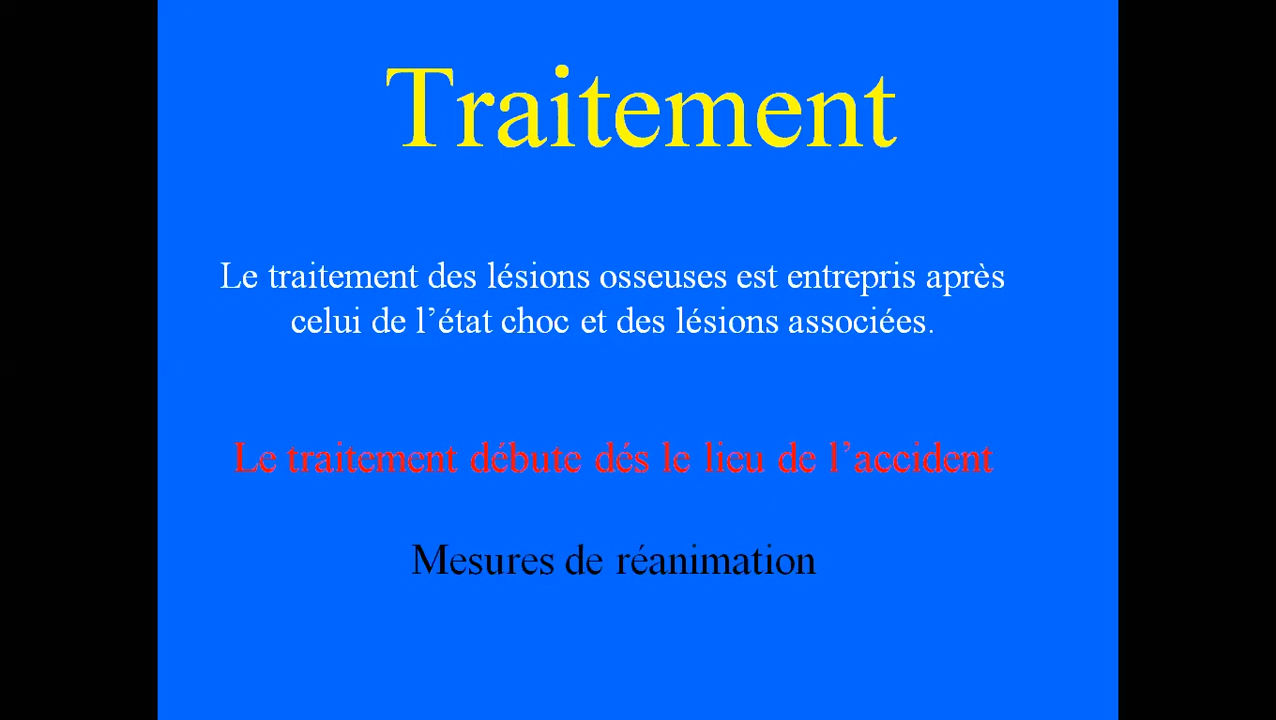 Traitement
Le traitement des lésions osseuses est entrepris après
celui de l’état choc et des lésions associées.
Le traitement débute dés le lieu de l’accident
Mesures de réanimation